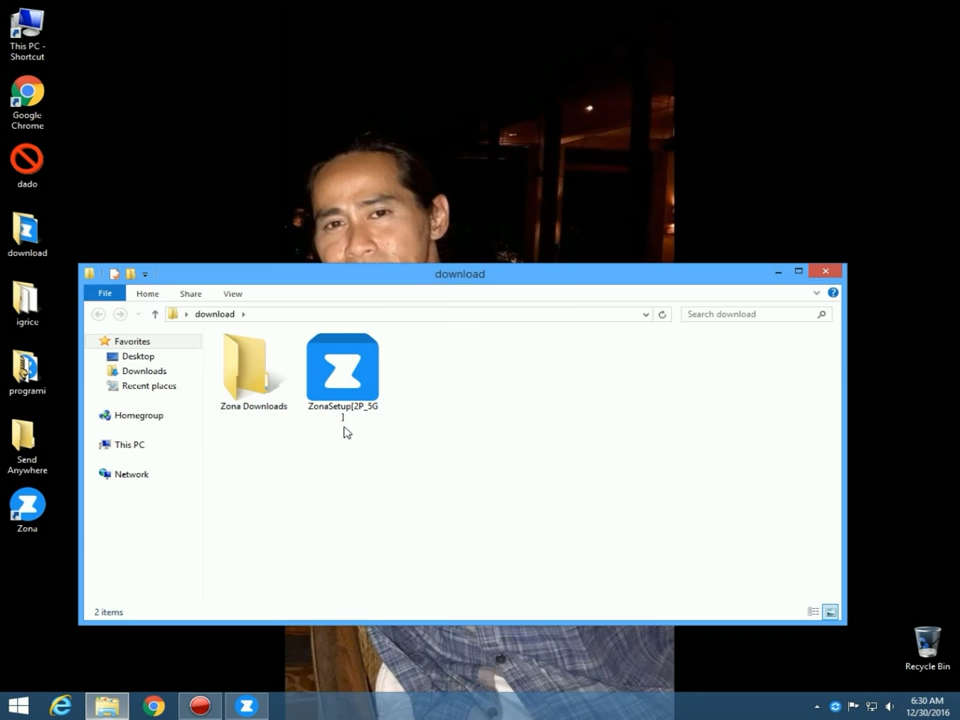 This PC -
Shortcut
Google
Chrome
dado
download
igrice
programi
Send
Anywhere
Zona
download
File Home Share View
download
Search download
Favorites
Desktop
Downloads
Recent places
Homegroup
This PC
Network
Zona Downloads
ZonaSetup[2P_5G
]
2 items
Recycle Bin
6:30 AM
12/30/2016